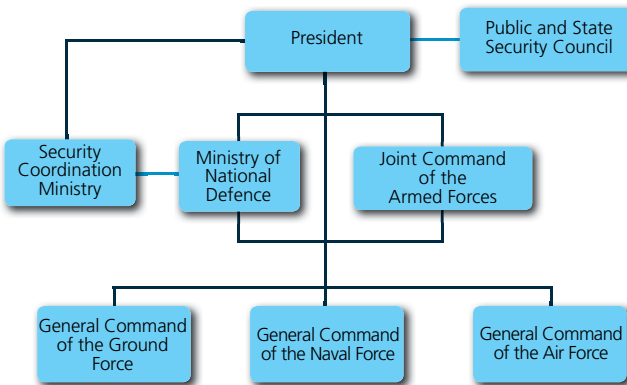 President
Public and State
Security Council
Security
Coordination
Ministry
Ministry of
National
Defence
Joint Command
of the
Armed Forces
General Command
of the Ground
Force
General Command
of the Naval Force
General Command
of the Air Force